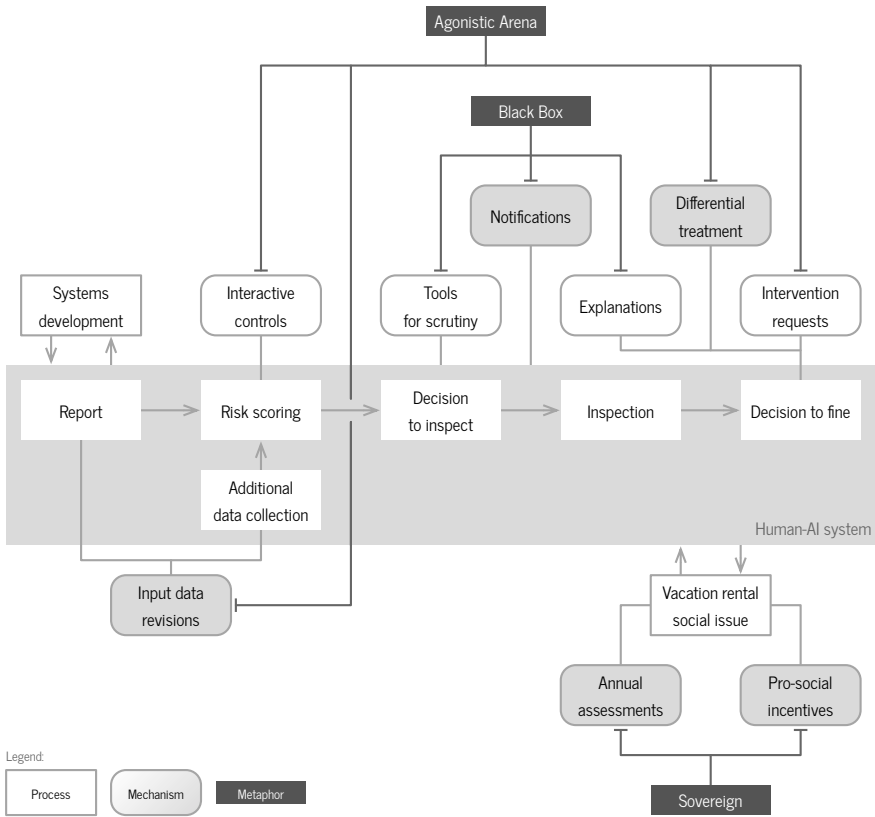 Agonistic Arena
Black Box
Notifications
Differential
treatment
Systems
development
Interactive
controls
Tools
for scrutiny
Explanations
Intervention
requests
Report
Risk scoring
Decision
to inspect
Inspection
Decision to fine
Additional
data collection
Human-AI system
Input data
revisions
Vacation rental
social issue
Annual
assessments
Pro-social
incentives
Legend:
Process
Mechanism
Metaphor
Sovereign